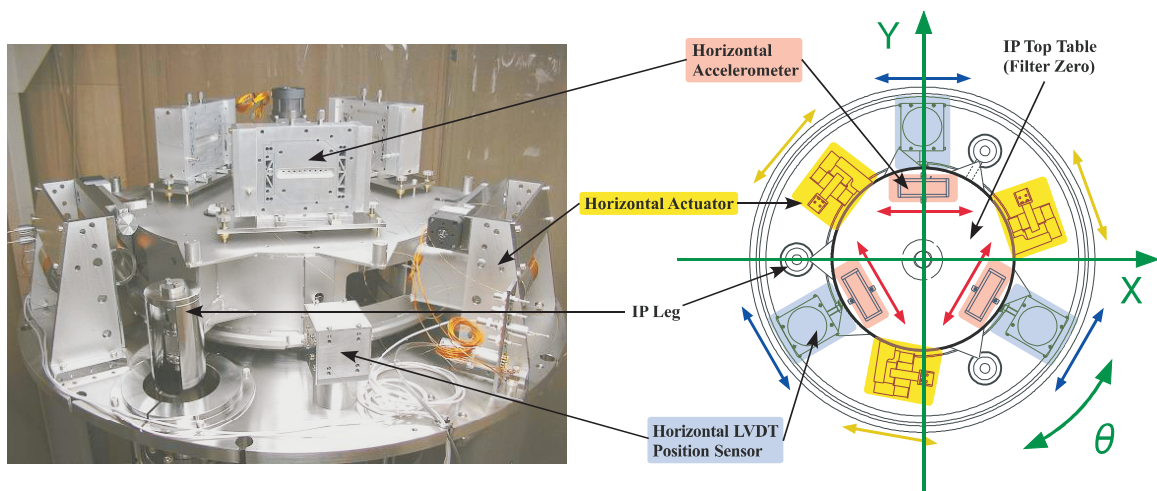 Horizontal
Accelerometer
Y
IP Top Table
(Filter Zero)
Horizontal Actuator
X
IP Leg
Horizontal LVDT
Position Sensor
θ